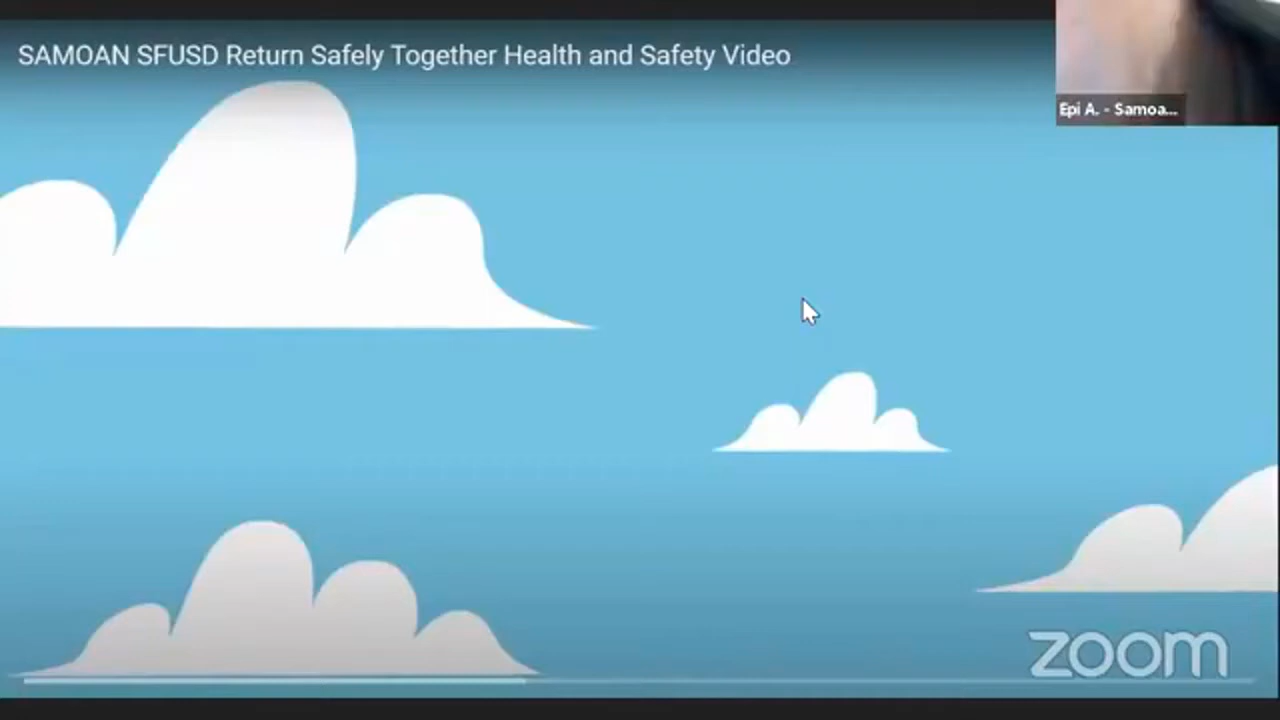 SAMOAN SFUSD Return Safely Together Health and Safety Video
Epi A. - Samoa...
zoom